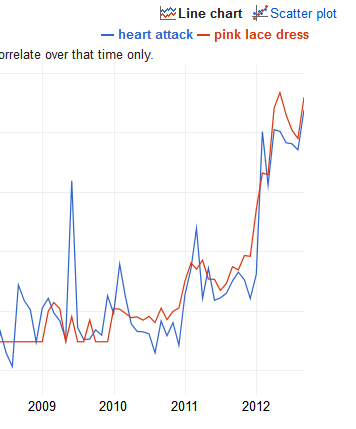 Line chart Scatter plot
heart attack pink lace dress
orrelate over that time only.
2009 2010 2011 2012